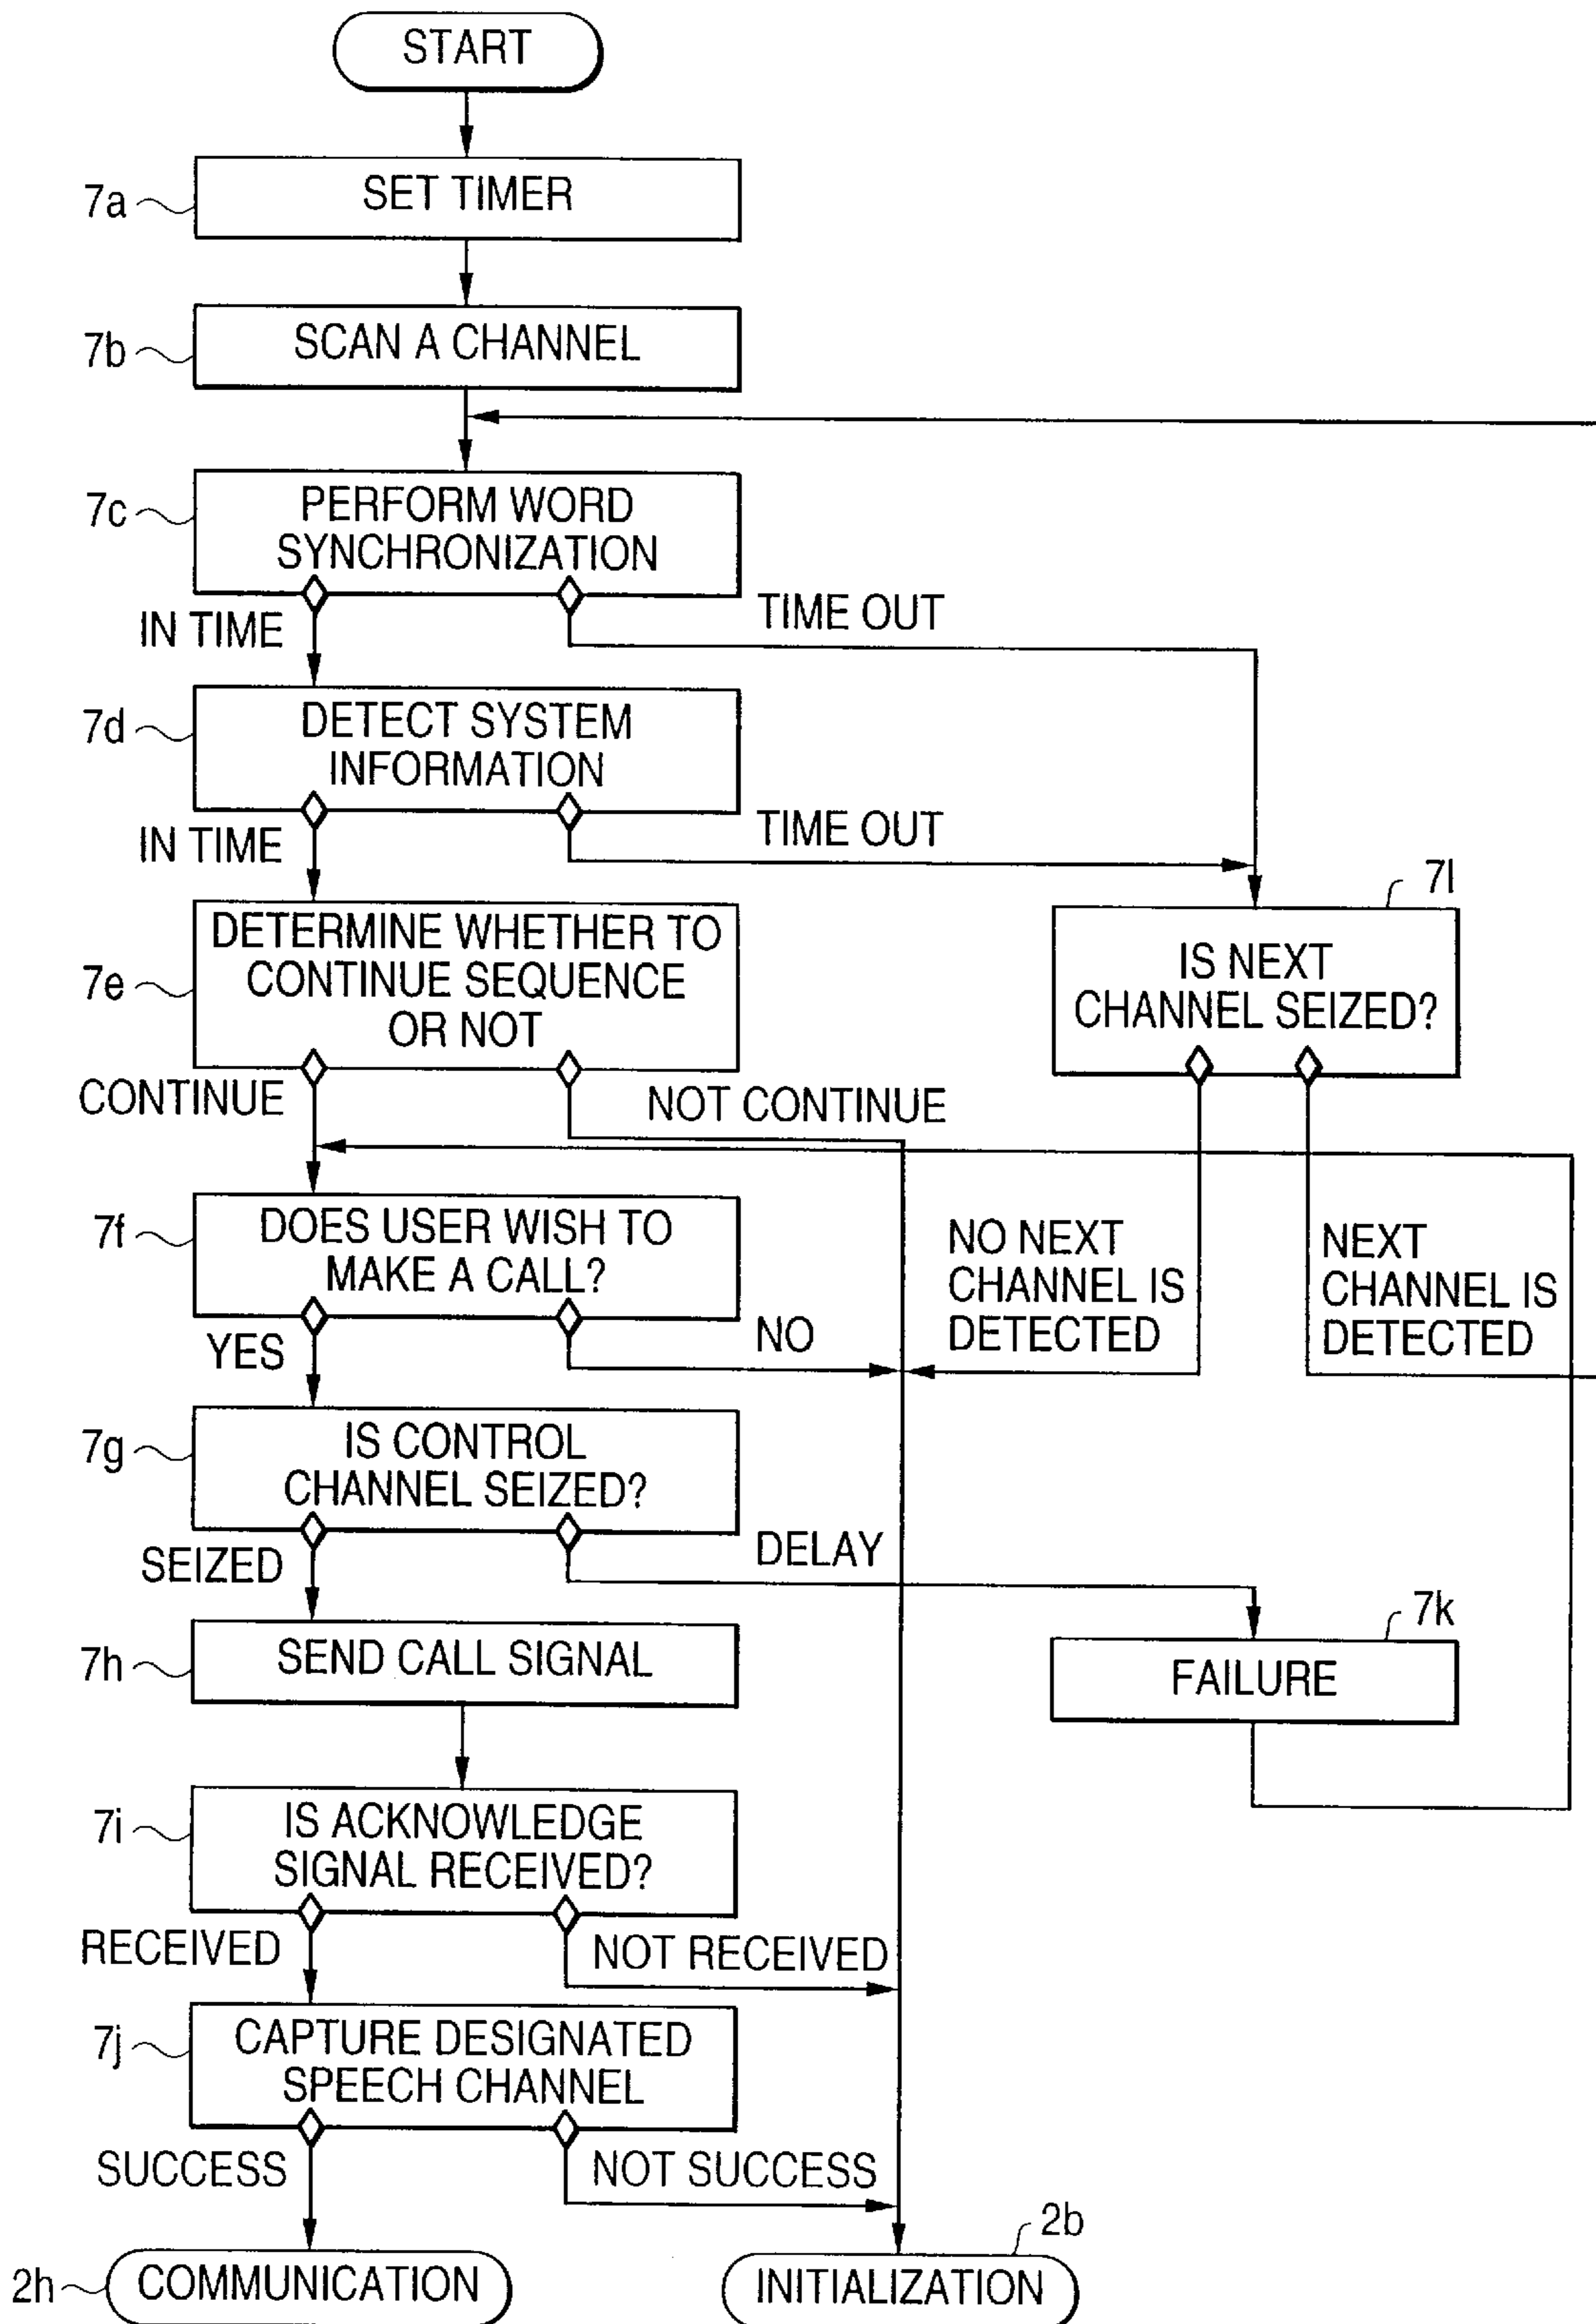 START
7a
SET TIMER
7b
SCAN A CHANNEL
7c
PERFORM WORD
SYNCHRONIZATION
IN TIME
TIME OUT
7d
DETECT SYSTEM
INFORMATION
IN TIME
TIME OUT
7e
DETERMINE WHETHER TO
CONTINUE SEQUENCE
OR NOT
7l
IS NEXT
CHANNEL SEIZED?
CONTINUE
NOT CONTINUE
7f
DOES USER WISH TO
MAKE A CALL?
NO NEXT
CHANNEL IS
DETECTED
NEXT
CHANNEL IS
DETECTED
YES
NO
7g
IS CONTROL
CHANNEL SEIZED?
SEIZED
DELAY
7h
SEND CALL SIGNAL
7k
FAILURE
7i
IS ACKNOWLEDGE
SIGNAL RECEIVED?
RECEIVED
NOT RECEIVED
7j
CAPTURE DESIGNATED
SPEECH CHANNEL
SUCCESS
NOT SUCCESS
2h
COMMUNICATION
2b
INITIALIZATION